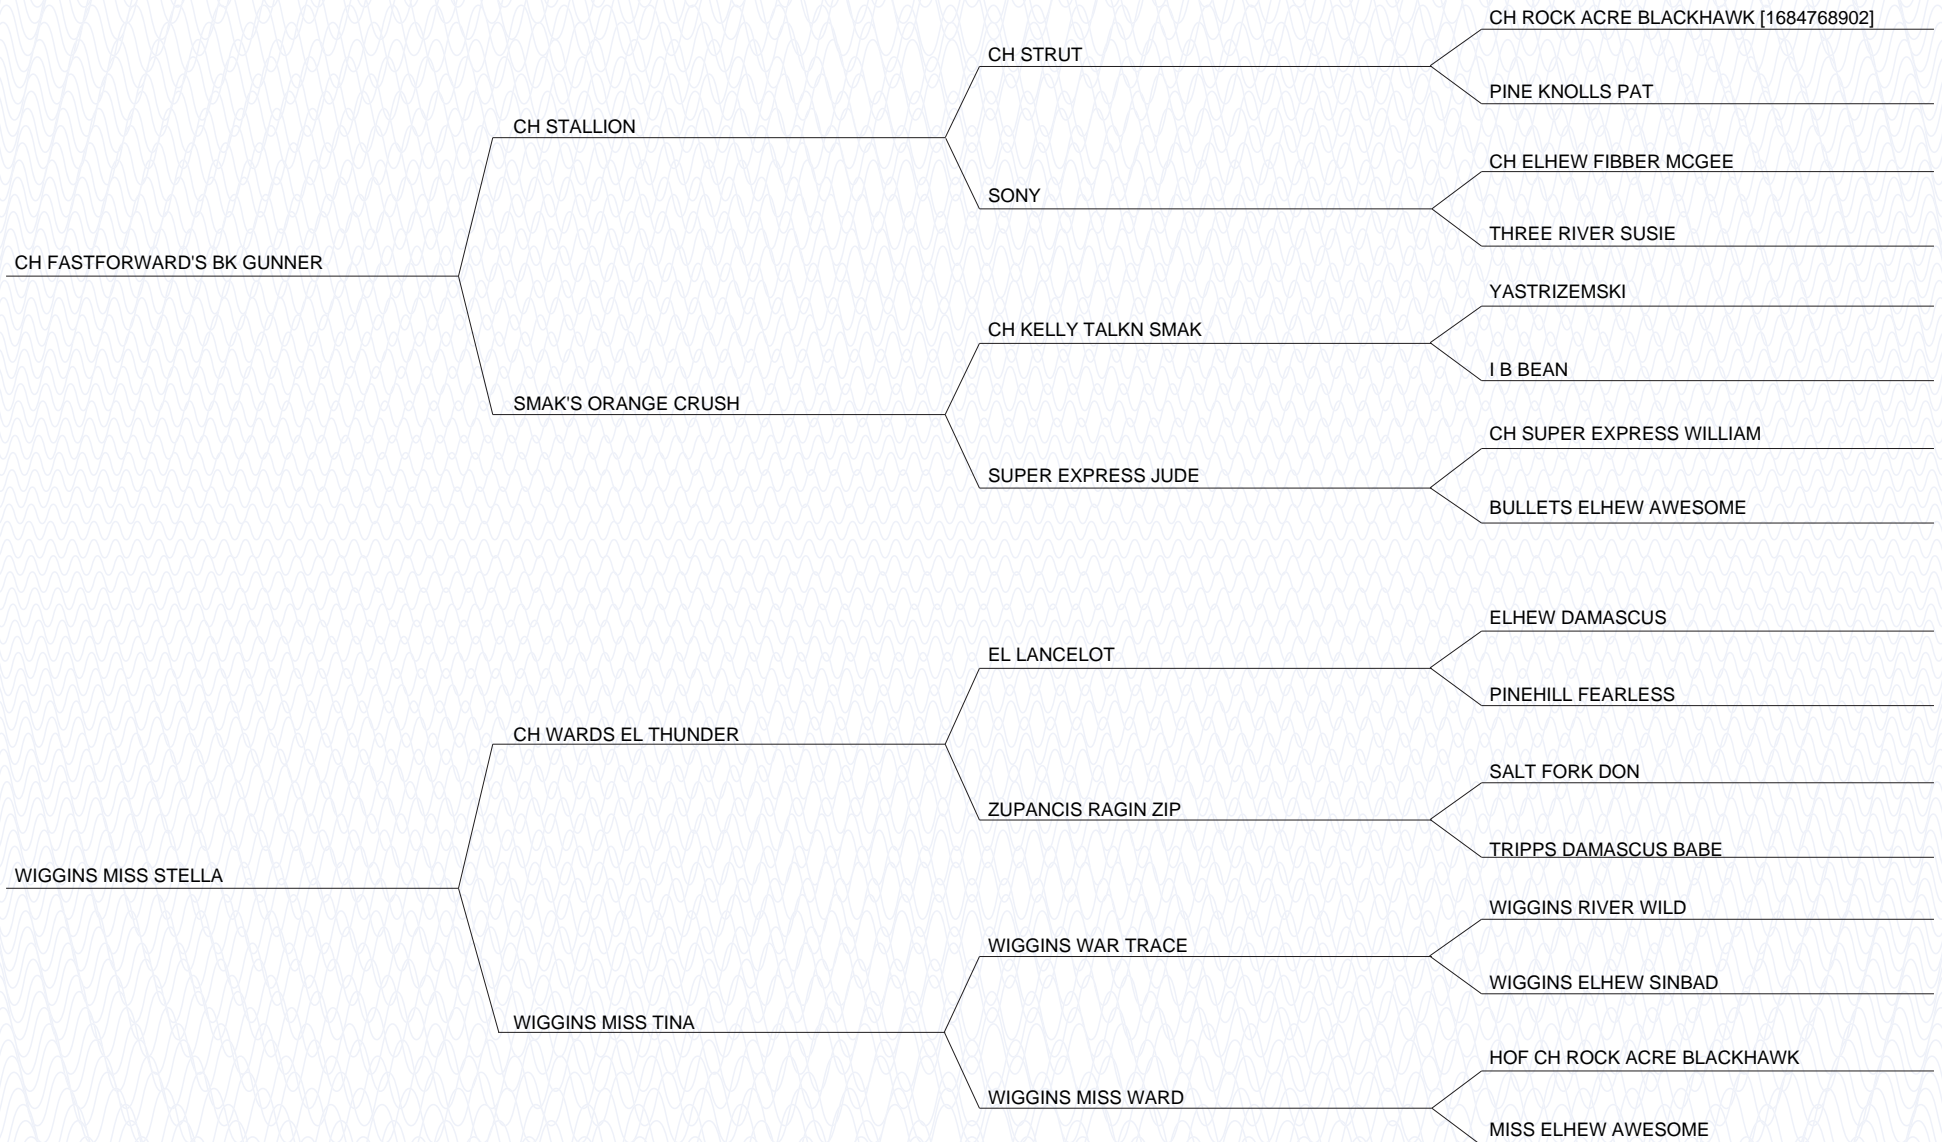 CH ROCK ACRE BLACKHAWK [1684768902]
CH STRUT
PINE KNOLLS PAT
CH STALLION
CH ELHEW FIBBER MCGEE
SONY
THREE RIVER SUSIE
CH FASTFORWARD'S BK GUNNER
YASTRIZEMSKI
CH KELLY TALKN SMAK
I B BEAN
SMAK'S ORANGE CRUSH
CH SUPER EXPRESS WILLIAM
SUPER EXPRESS JUDE
BULLETS ELHEW AWESOME
ELHEW DAMASCUS
EL LANCELOT
PINEHILL FEARLESS
CH WARDS EL THUNDER
SALT FORK DON
ZUPANCIS RAGIN ZIP
TRIPPS DAMASCUS BABE
WIGGINS MISS STELLA
WIGGINS RIVER WILD
WIGGINS WAR TRACE
WIGGINS ELHEW SINBAD
WIGGINS MISS TINA
HOF CH ROCK ACRE BLACKHAWK
WIGGINS MISS WARD
MISS ELHEW AWESOME